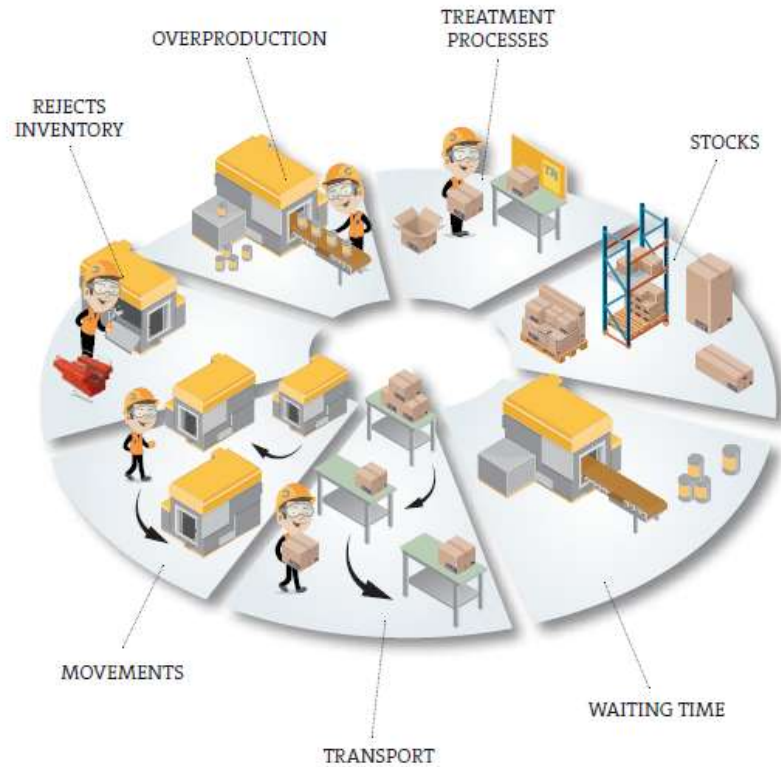 TREATMENT
PROCESSES
OVERPRODUCTION
REJECTS
INVENTORY
STOCKS
MOVEMENTS
WAITING TIME
TRANSPORT